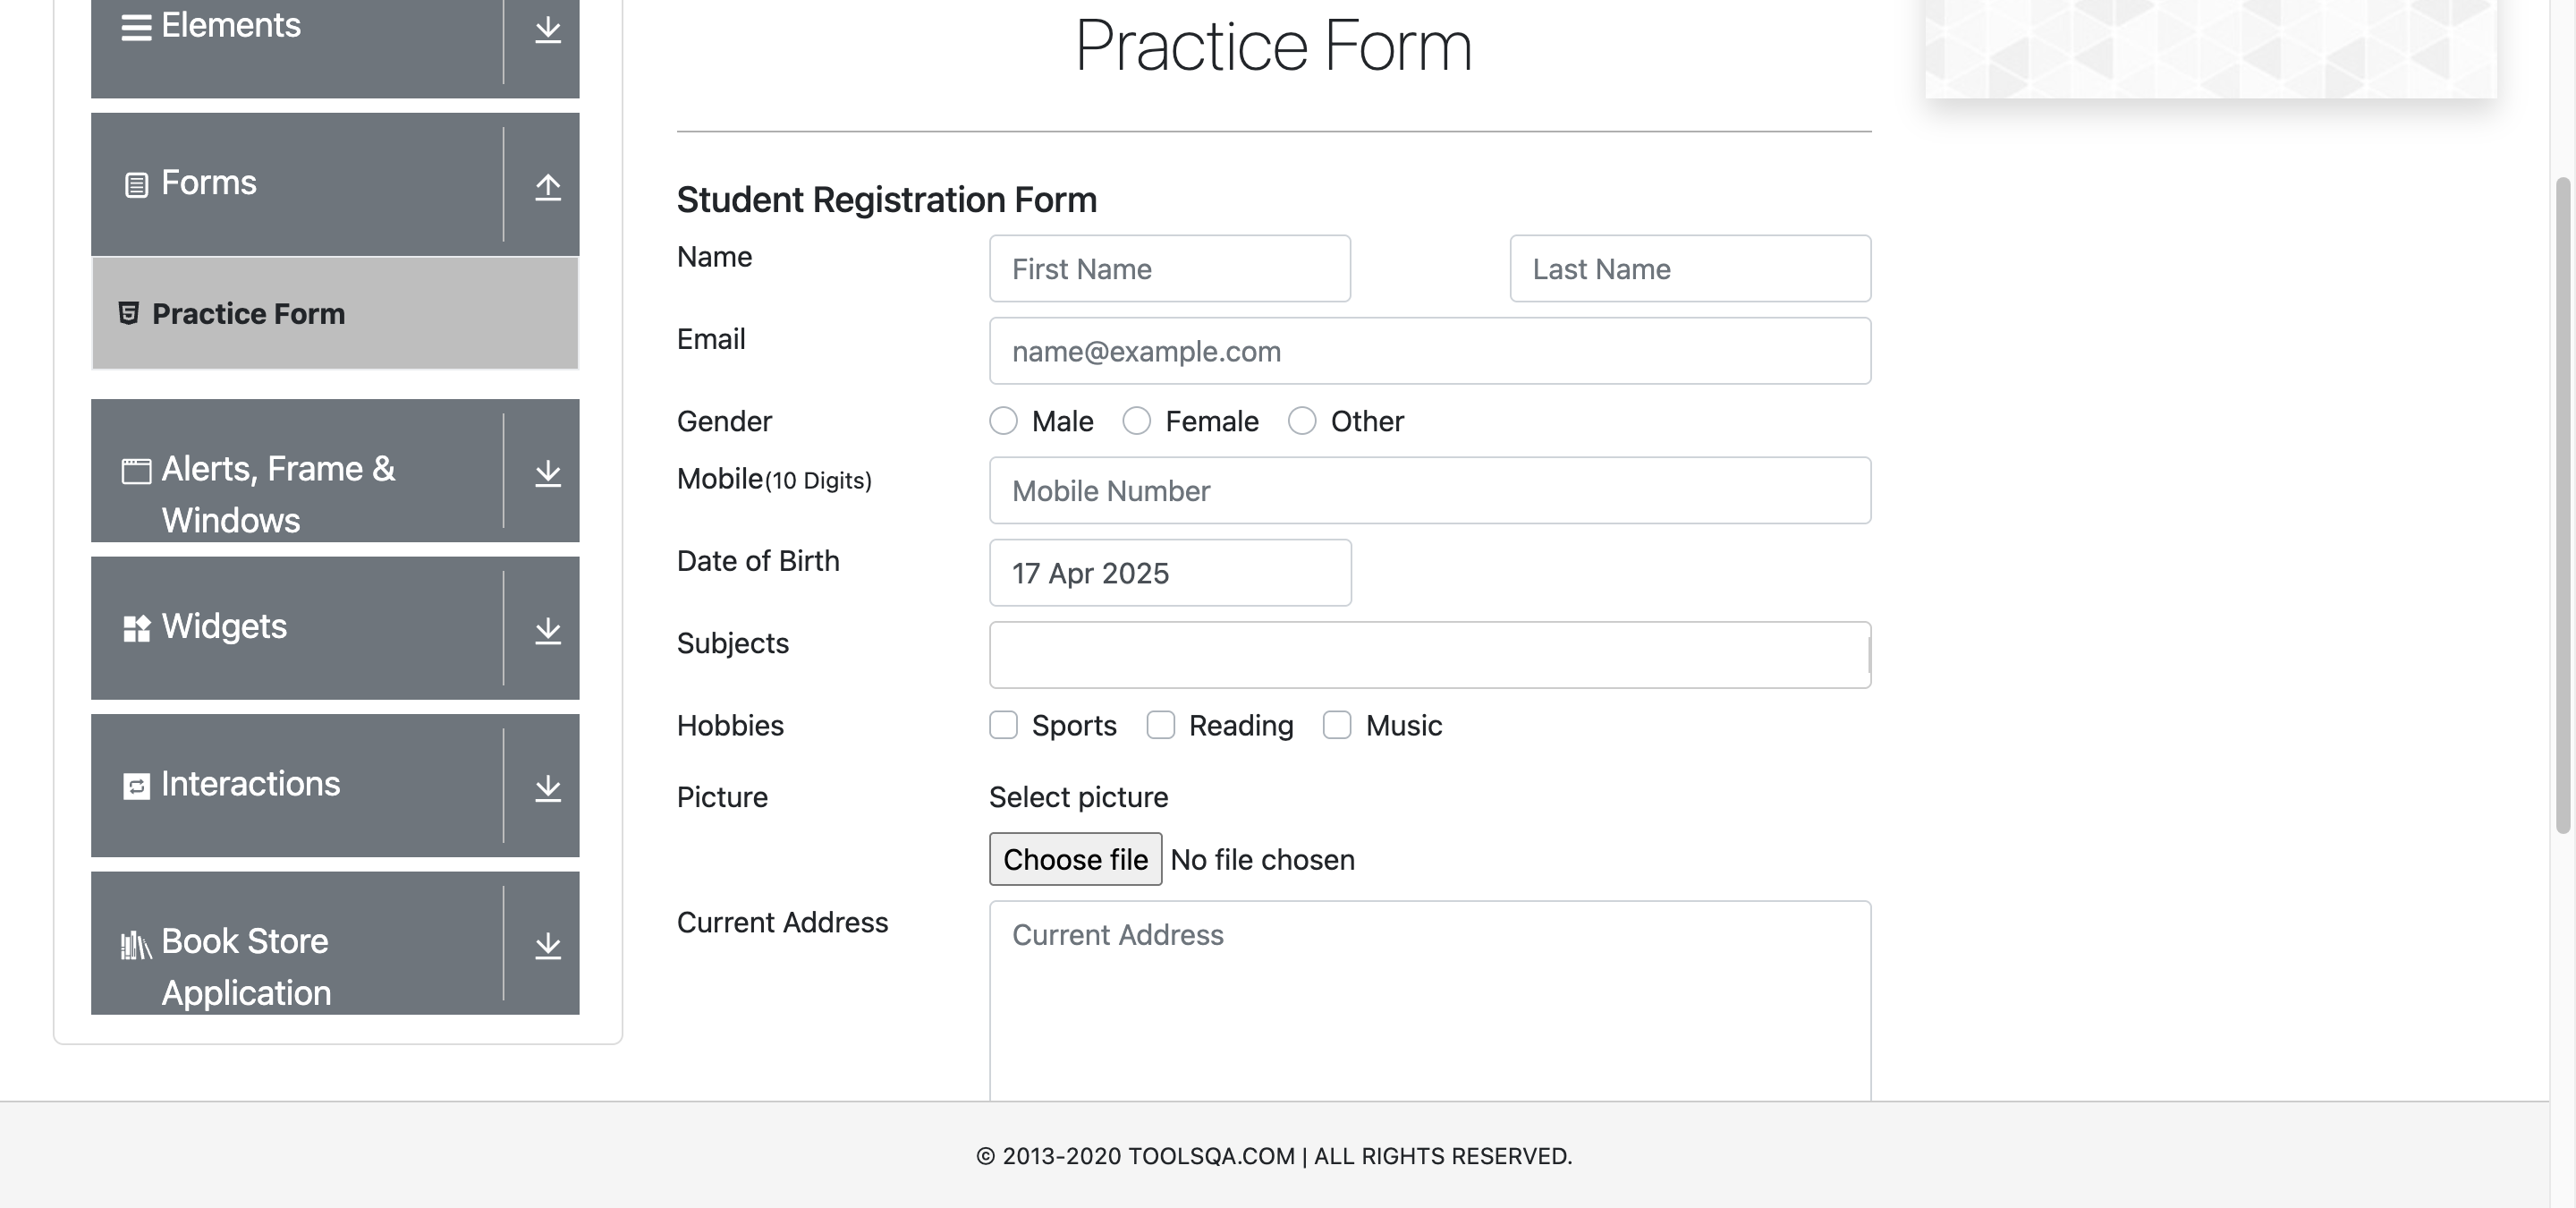 Elements
Forms
Practice Form
Alerts, Frame &
Windows
Widgets
Interactions
Book Store
Application
Practice Form
Student Registration Form
Name
First Name
Last Name
Email
name@example.com
Gender
Male
Female
Other
Mobile(10 Digits)
Mobile Number
Date of Birth
17 Apr 2025
Subjects
Hobbies
Sports
Reading
Music
Picture
Select picture
Choose file No file chosen
Current Address
Current Address
© 2013-2020 TOOLSQA.COM | ALL RIGHTS RESERVED.